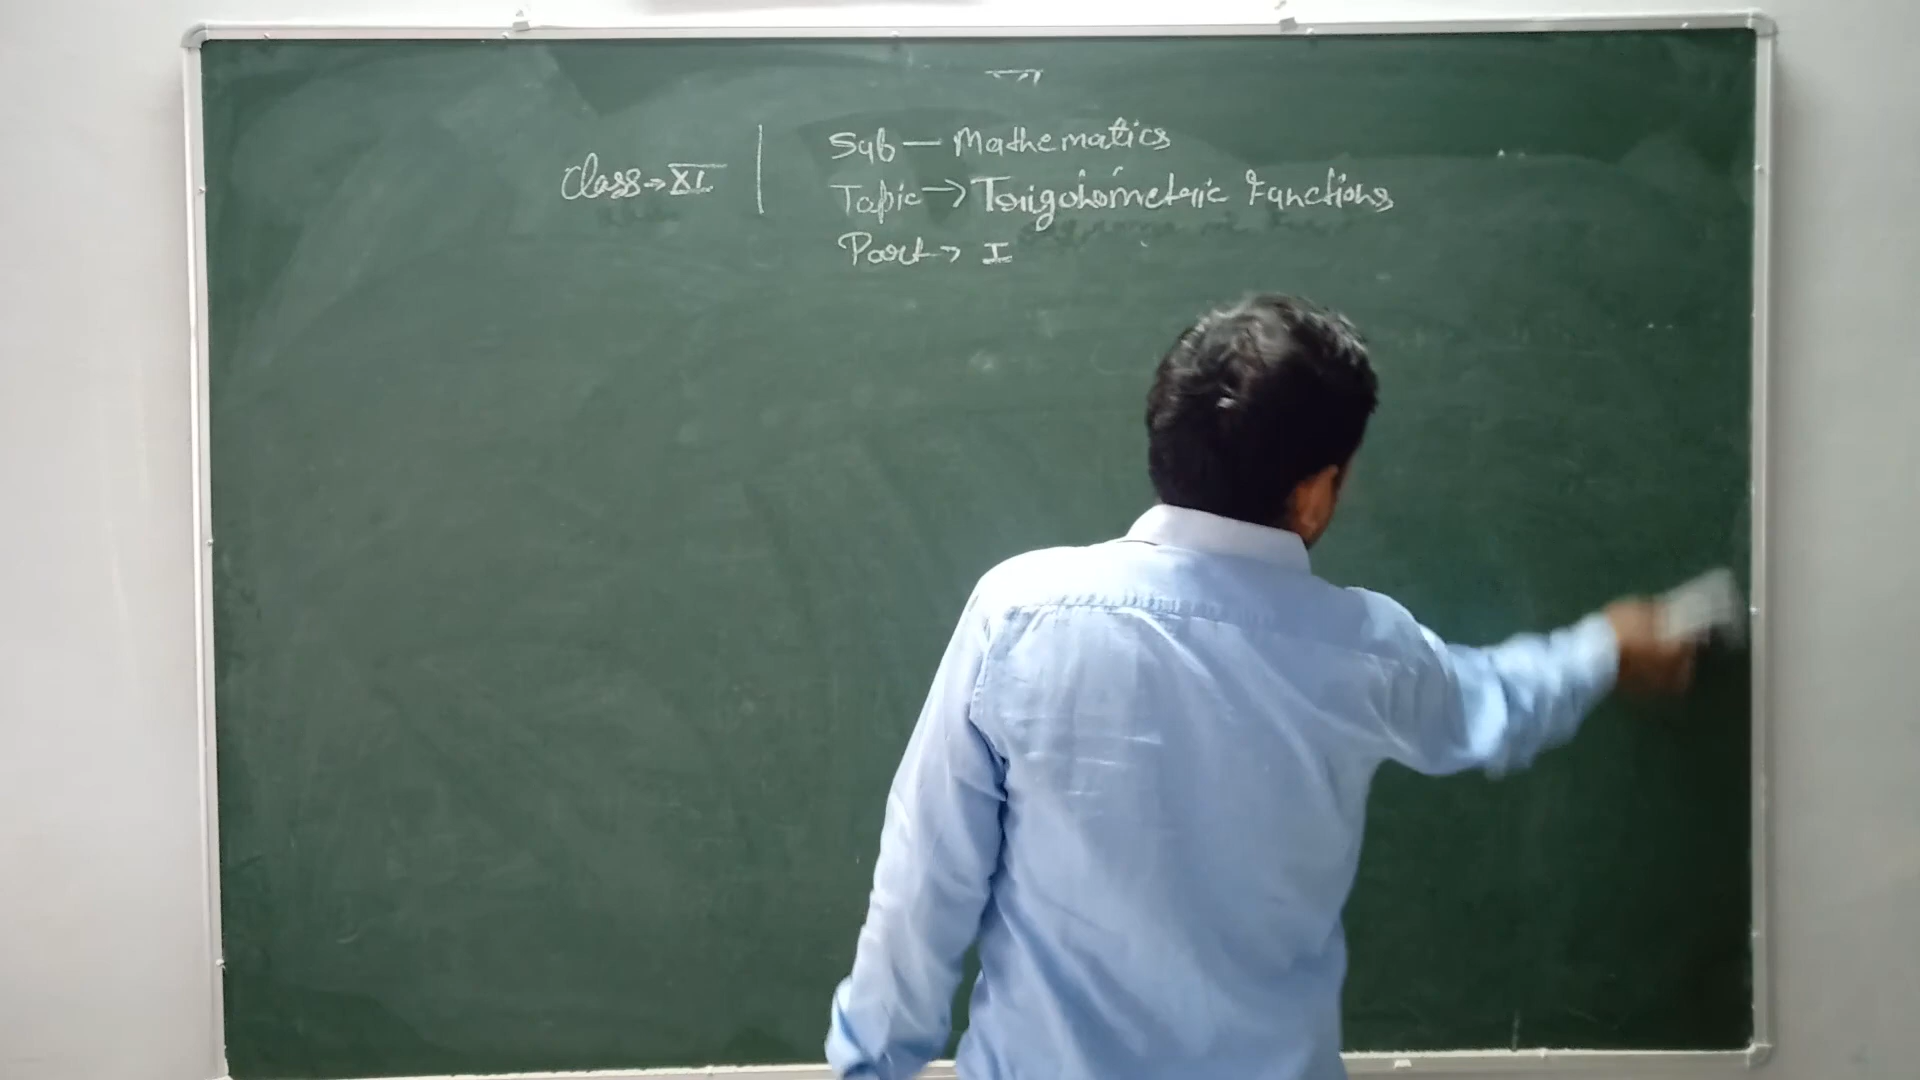 Class→XI
Sub — Mathematics
Topic → Trigonometric Functions
Part → I